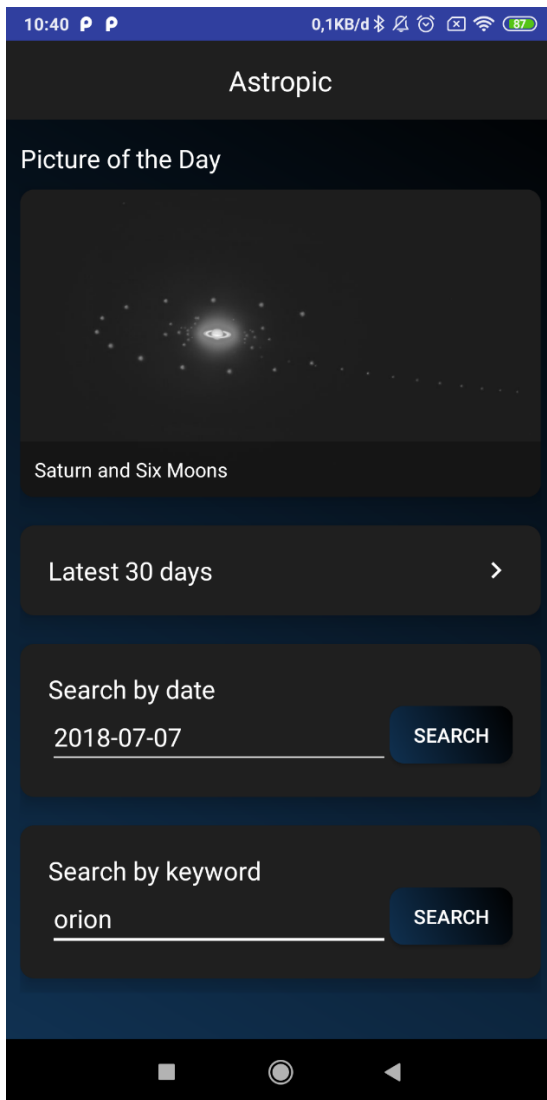 10:40 0,1KB/d 87
Astropic
Picture of the Day
Saturn and Six Moons
Latest 30 days
Search by date
2018-07-07 SEARCH
Search by keyword
orion SEARCH